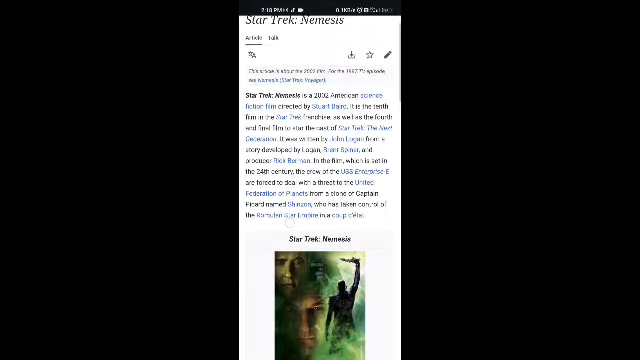 2:18 PM
0.1KB/s
Star Trek: Nemesis
Article Talk
This article is about the 2002 film. For the 1997 TV episode,
see Nemesis (Star Trek: Voyager).
Star Trek: Nemesis is a 2002 American science
fiction film directed by Stuart Baird. It is the tenth
film in the Star Trek franchise, as well as the fourth
and final film to star the cast of Star Trek: The Next
Generation. It was written by John Logan from a
story developed by Logan, Brent Spiner, and
producer Rick Berman. In the film, which is set in
the 24th century, the crew of the USS Enterprise-E
are forced to deal with a threat to the United
Federation of Planets from a clone of Captain
Picard named Shinzon, who has taken control of
the Romulan Star Empire in a coup d'état.
Star Trek: Nemesis